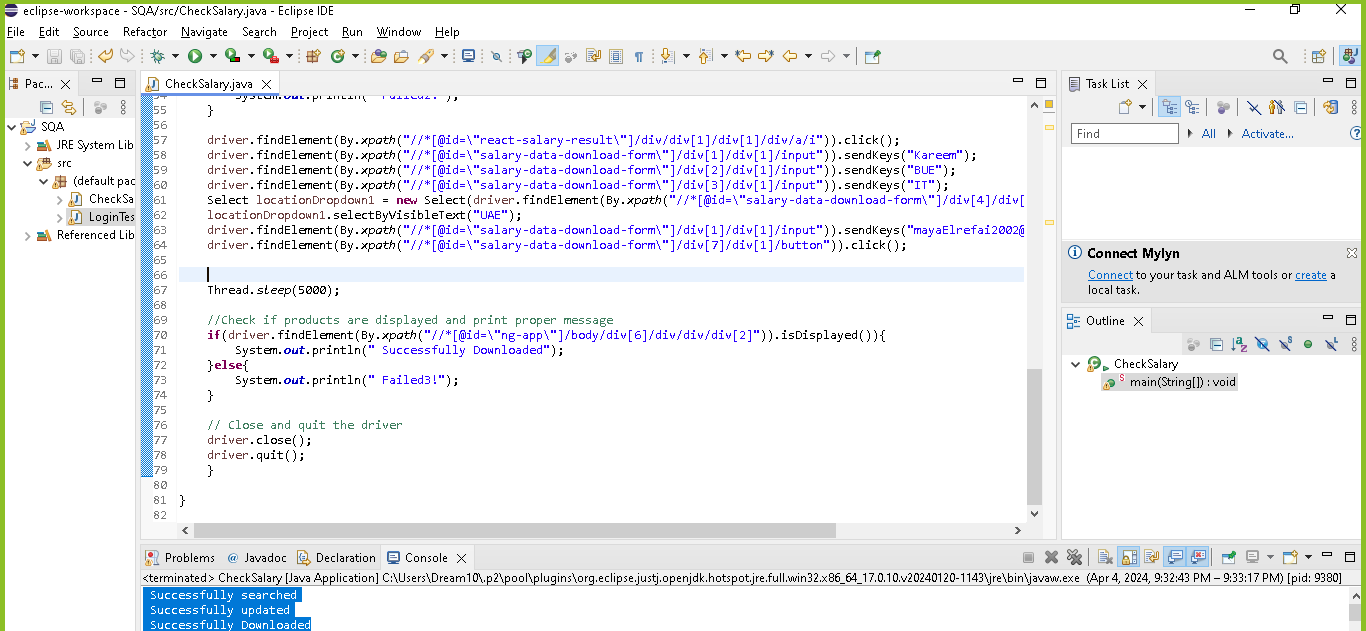 eclipse-workspace - SQA/src/CheckSalary.java - Eclipse IDE
File Edit Source Refactor Navigate Search Project Run Window Help
Pac...
SQA
JRE System Lib
src
(default pac
CheckSa
LoginTes
Referenced Lib
CheckSalary.java
54 System.out.println(" Failed2!");
55 }
56
57 driver.findElement(By.xpath("//*[@id=\"react-salary-result\"]/div/div[1]/div[1]/div/a/i")).click();
58 driver.findElement(By.xpath("//*[@id=\"salary-data-download-form\"]/div[1]/div[1]/input")).sendKeys("Kareem");
59 driver.findElement(By.xpath("//*[@id=\"salary-data-download-form\"]/div[2]/div[1]/input")).sendKeys("BUE");
60 driver.findElement(By.xpath("//*[@id=\"salary-data-download-form\"]/div[3]/div[1]/input")).sendKeys("IT");
61 Select locationDropdown1 = new Select(driver.findElement(By.xpath("//*[@id=\"salary-data-download-form\"]/div[4]/div[
62 locationDropdown1.selectByVisibleText("UAE");
63 driver.findElement(By.xpath("//*[@id=\"salary-data-download-form\"]/div[5]/div[1]/input")).sendKeys("mayaElrefai2002@
64 driver.findElement(By.xpath("//*[@id=\"salary-data-download-form\"]/div[7]/div[1]/button")).click();
65
66
67 Thread.sleep(5000);
68
69 //Check if products are displayed and print proper message
70 if(driver.findElement(By.xpath("//*[@id=\"ng-app\"]/body/div[6]/div/div/div[2]")).isDisplayed()){
71 System.out.println(" Successfully Downloaded");
72 }else{
73 System.out.println(" Failed3!");
74 }
75
76 // Close and quit the driver
77 driver.close();
78 driver.quit();
79 }
80
81 }
82
Task List
Find All Activate...
Connect Mylyn
Connect to your task and ALM tools or create a
local task.
Outline
CheckSalary
main(String[]) : void
Problems Javadoc Declaration Console
<terminated> CheckSalary [Java Application] C:\Users\Dream10\.p2\pool\plugins\org.eclipse.justj.openjdk.hotspot.jre.full.win32.x86_64_17.0.10.v20240120-1143\jre\bin\javaw.exe (Apr 4, 2024, 9:32:43 PM – 9:33:17 PM) [pid: 9380]
Successfully searched
Successfully updated
Successfully Downloaded